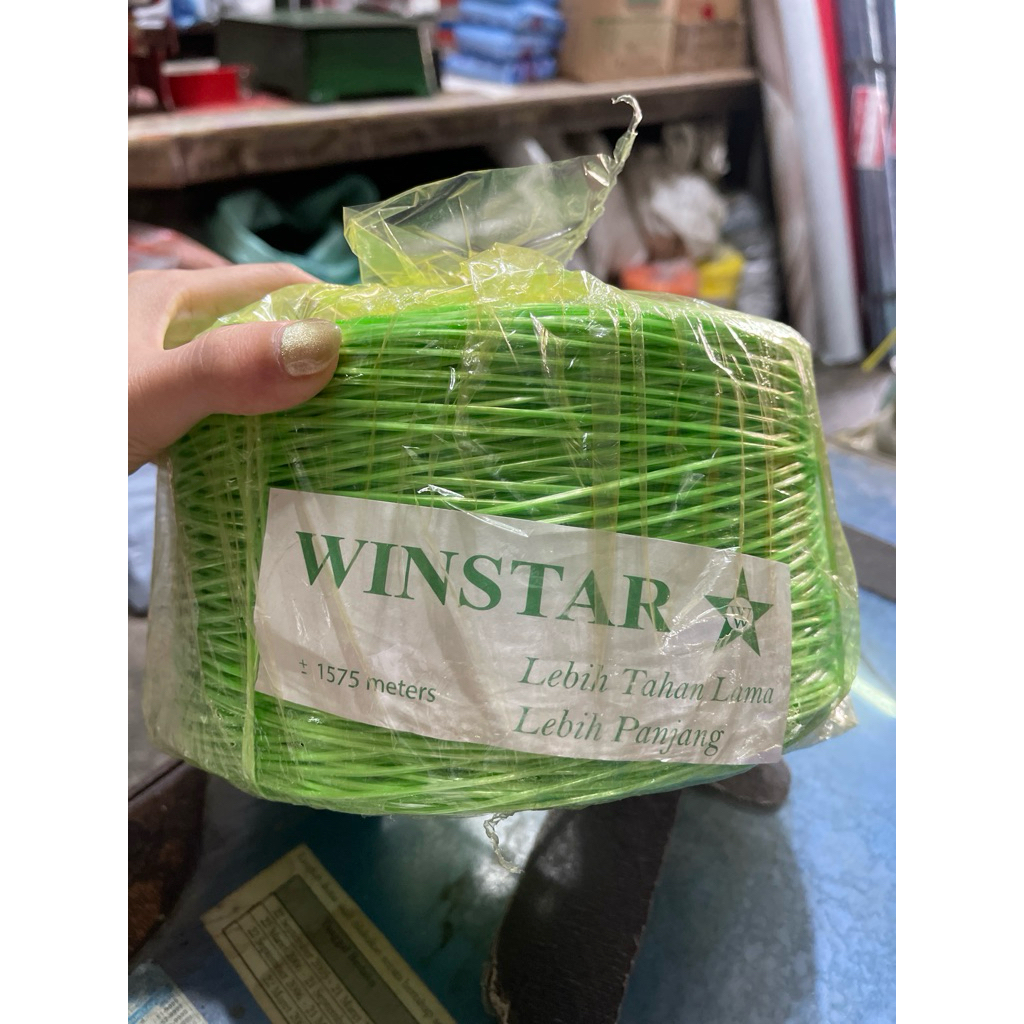 WINSTAR
W
± 1575 meters
Lebih Tahan Lama
Lebih Panjang